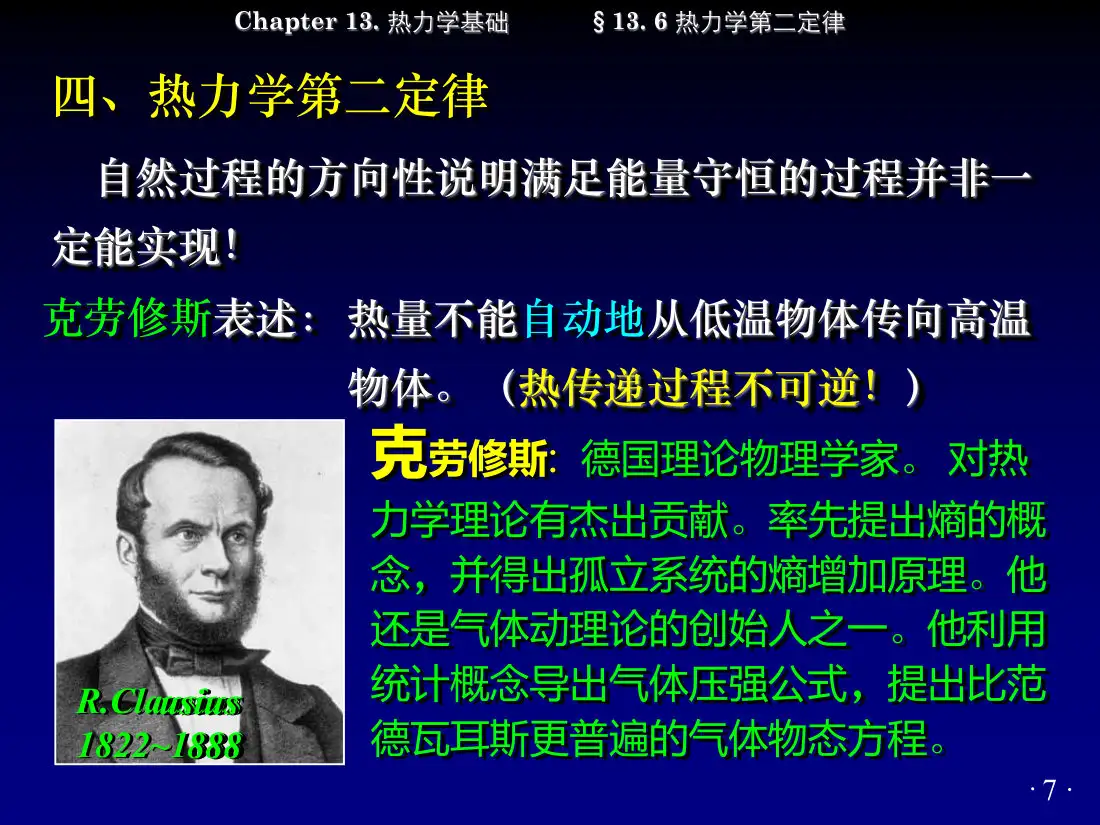 Chapter 13. 热力学基础 §13. 6 热力学第二定律
四、热力学第二定律
自然过程的方向性说明满足能量守恒的过程并非一
定能实现！
克劳修斯表述： 热量不能自动地从低温物体传向高温
物体。（热传递过程不可逆！）
克劳修斯：德国理论物理学家。 对热
力学理论有杰出贡献。率先提出熵的概
念，并得出孤立系统的熵增加原理。他
还是气体动理论的创始人之一。他利用
统计概念导出气体压强公式，提出比范
德瓦耳斯更普遍的气体物态方程。
R.Clausius
1822~1888
·7·